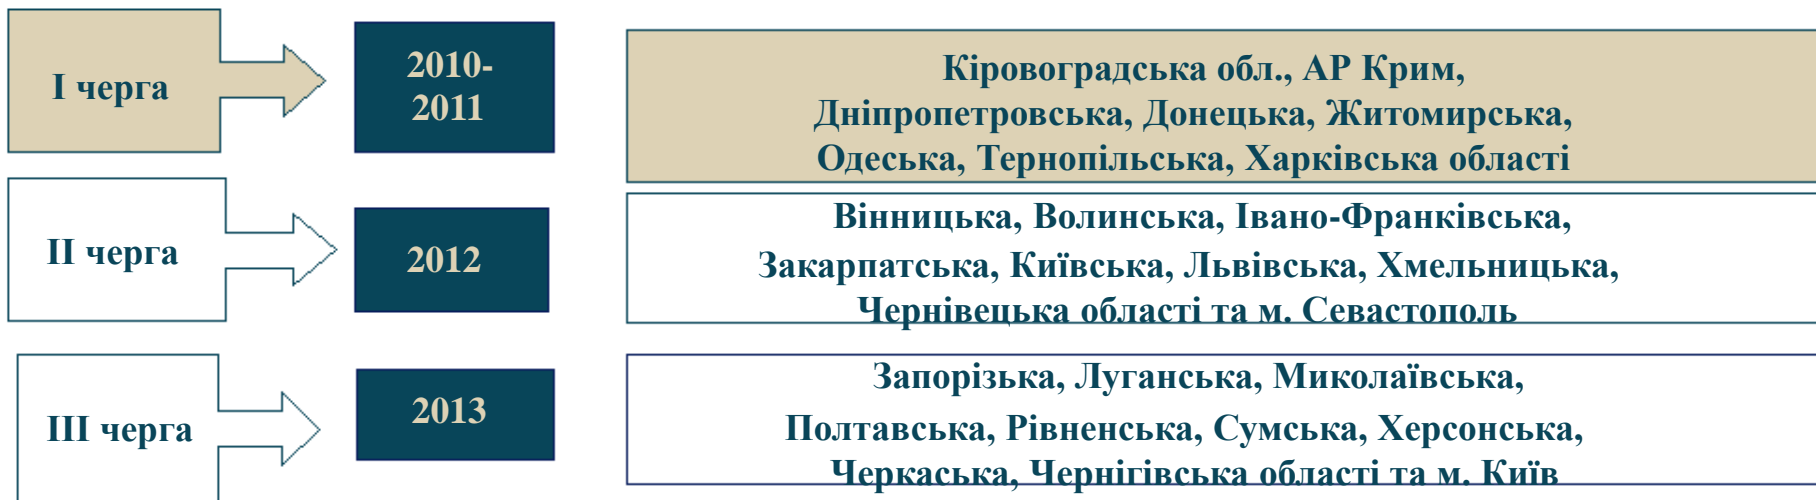 І черга
2010-
2011
Кіровоградська обл., АР Крим,
Дніпропетровська, Донецька, Житомирська,
Одеська, Тернопільська, Харківська області
ІІ черга
2012
Вінницька, Волинська, Івано-Франківська,
Закарпатська, Київська, Львівська, Хмельницька,
Чернівецька області та м. Севастополь
ІІІ черга
2013
Запорізька, Луганська, Миколаївська,
Полтавська, Рівненська, Сумська, Херсонська,
Черкаська, Чернігівська області та м. Київ